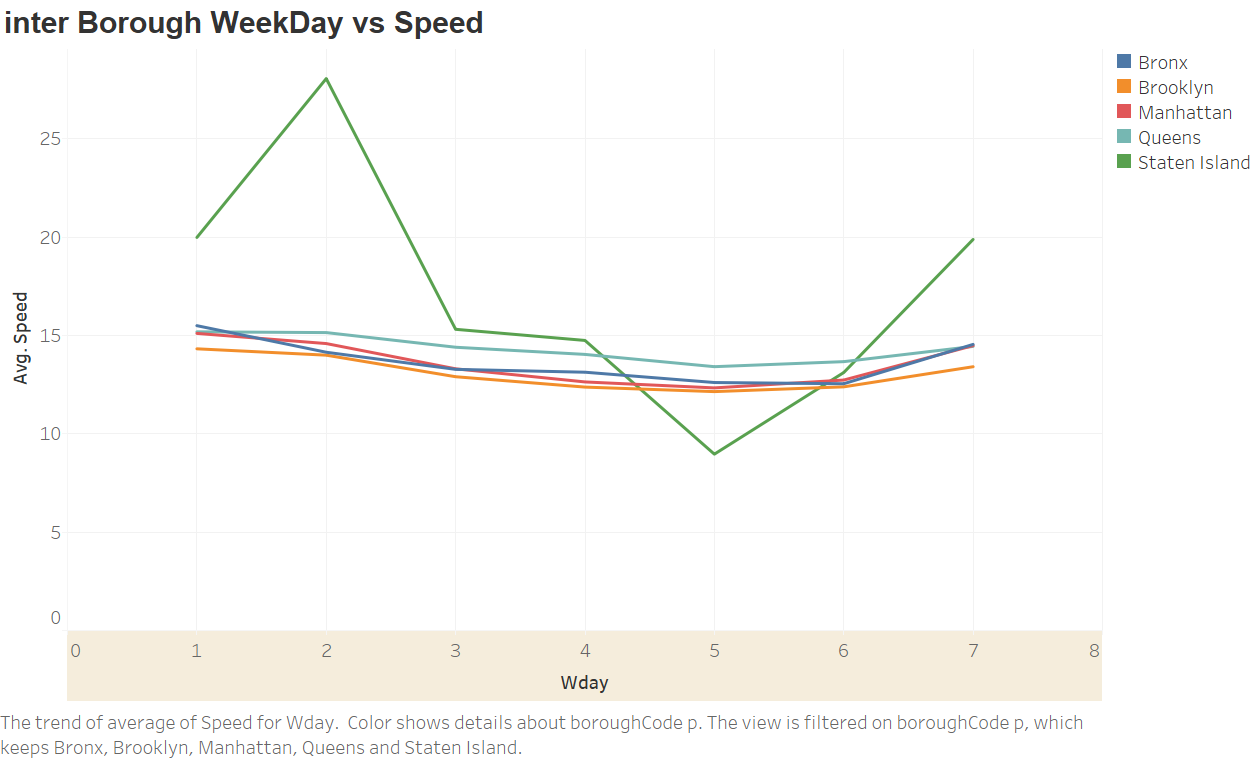 inter Borough WeekDay vs Speed
Bronx
Brooklyn
Manhattan
Queens
Staten Island
25
20
15
10
5
0
Avg. Speed
0 1 2 3 4 5 6 7 8
Wday
The trend of average of Speed for Wday.  Color shows details about boroughCode p. The view is filtered on boroughCode p, which
keeps Bronx, Brooklyn, Manhattan, Queens and Staten Island.